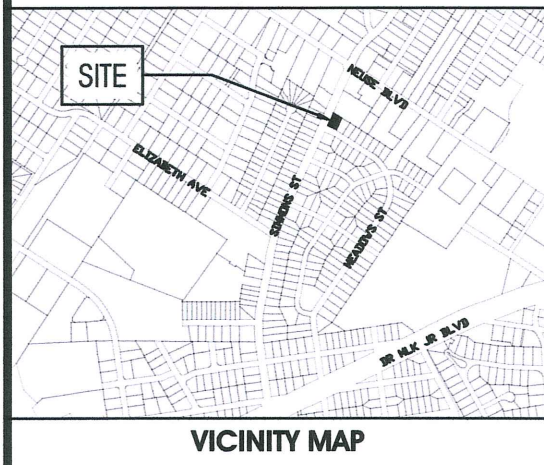 SITE
NEUSE BLVD
ELIZABETH AVE
SIMMONS ST
MEADOWS ST
DR MLK JR BLVD
VICINITY MAP